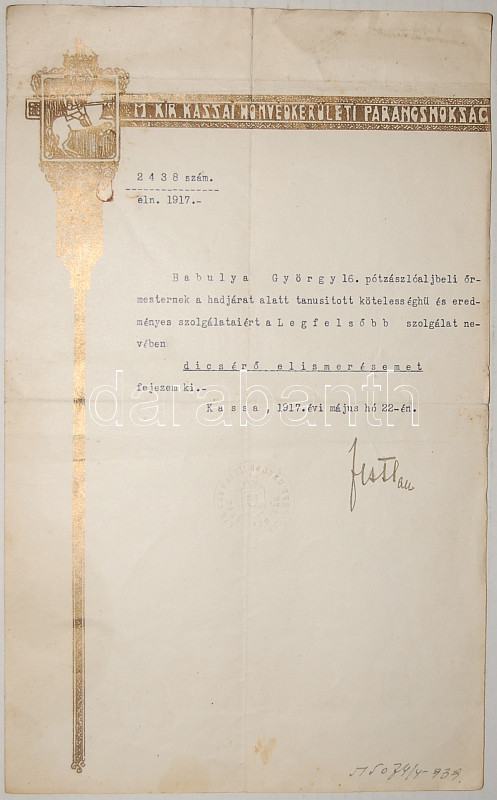 M. KIR. KASSAI HONVÉDKERÜLETI PARANCSNOKSÁG
2438 szám.
eln. 1917.-
Babulya György 16. pótzászlóaljbeli őr-
mesternek a hadjárat alatt tanusitott kötelességhü és ered-
ményes szolgálataiért a Legfelsőbb szolgálat ne-
vében
dicsérő elismerésemet
fejezem ki.-
Kassa, 1917. évi május hó 22-én.
darabanth